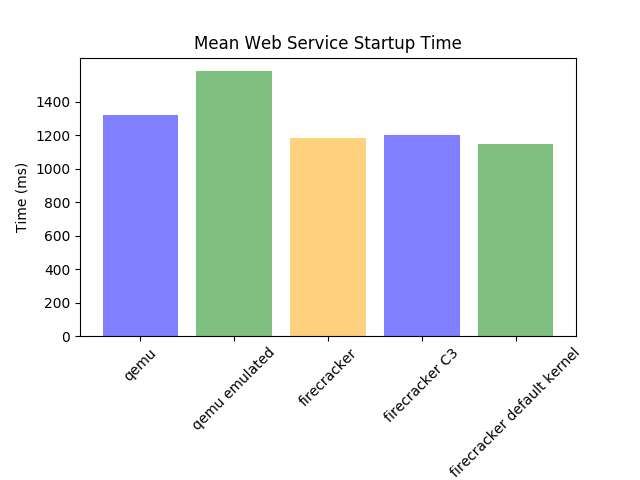 Mean Web Service Startup Time
Time (ms)
1400
1200
1000
800
600
400
200
0
qemu
qemu emulated
firecracker
firecracker C3
firecracker default kernel